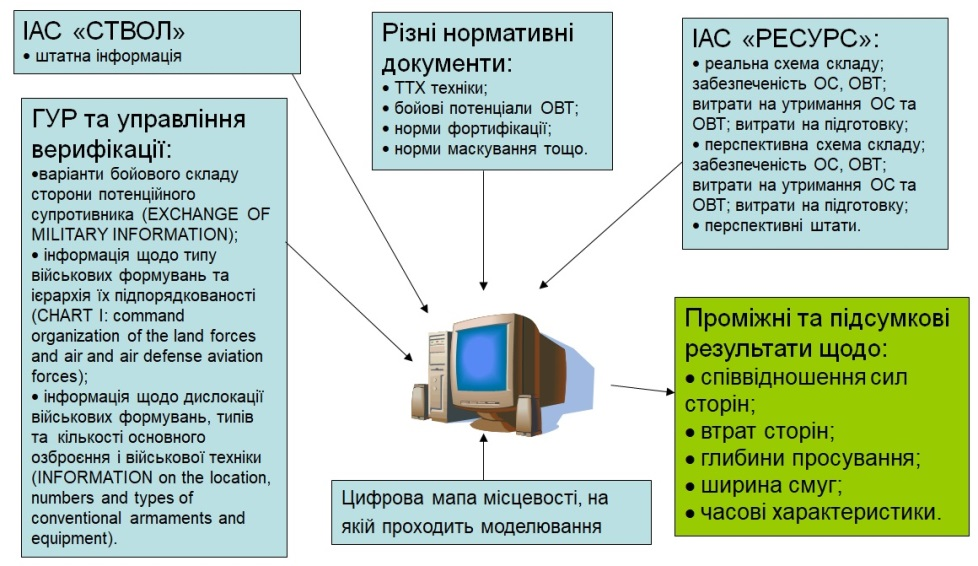 ІАС «СТВОЛ»
• штатна інформація
ГУР та управління
верифікації:
•варіанти бойового складу
сторони потенційного
супротивника (EXCHANGE OF
MILITARY INFORMATION);
• інформація щодо типу
військових формувань та
ієрархія їх підпорядкованості
(CHART I: command
organization of the land forces
and air and air defense aviation
forces);
• інформація щодо дислокації
військових формувань, типів
та кількості основного
озброєння і військової техніки
(INFORMATION on the location,
numbers and types of
conventional armaments and
equipment).
Різні нормативні
документи:
• ТТХ техніки;
• бойові потенціали ОВТ;
• норми фортифікації;
• норми маскування тощо.
ІАС «РЕСУРС»:
• реальна схема складу;
забезпеченість ОС, ОВТ;
витрати на утримання ОС та
ОВТ; витрати на підготовку;
• перспективна схема складу;
забезпеченість ОС, ОВТ;
витрати на утримання ОС та
ОВТ; витрати на підготовку;
• перспективні штати.
Цифрова мапа місцевості, на
якій проходить моделювання
Проміжні та підсумкові
результати щодо:
• співвідношення сил
сторін;
• втрат сторін;
• глибини просування;
• ширина смуг;
• часові характеристики.